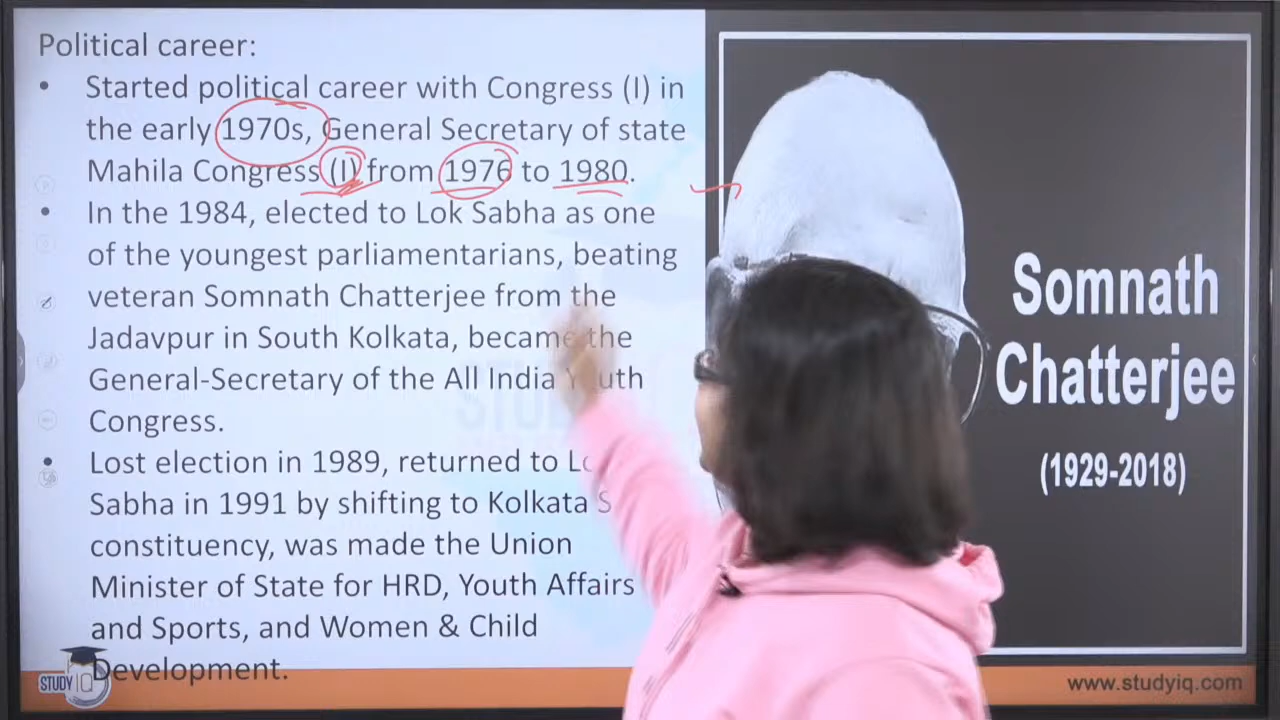 Political career:
• Started political career with Congress (I) in
the early 1970s, General Secretary of state
Mahila Congress (I) from 1976 to 1980.
• In the 1984, elected to Lok Sabha as one
of the youngest parliamentarians, beating
veteran Somnath Chatterjee from the
Jadavpur in South Kolkata, became the
General-Secretary of the All India Youth
Congress.
• Lost election in 1989, returned to Lo
Sabha in 1991 by shifting to Kolkata S
constituency, was made the Union
Minister of State for HRD, Youth Affairs
and Sports, and Women & Child
Development.
Somnath
Chatterjee
(1929-2018)
STUDY IQ
www.studyiq.com